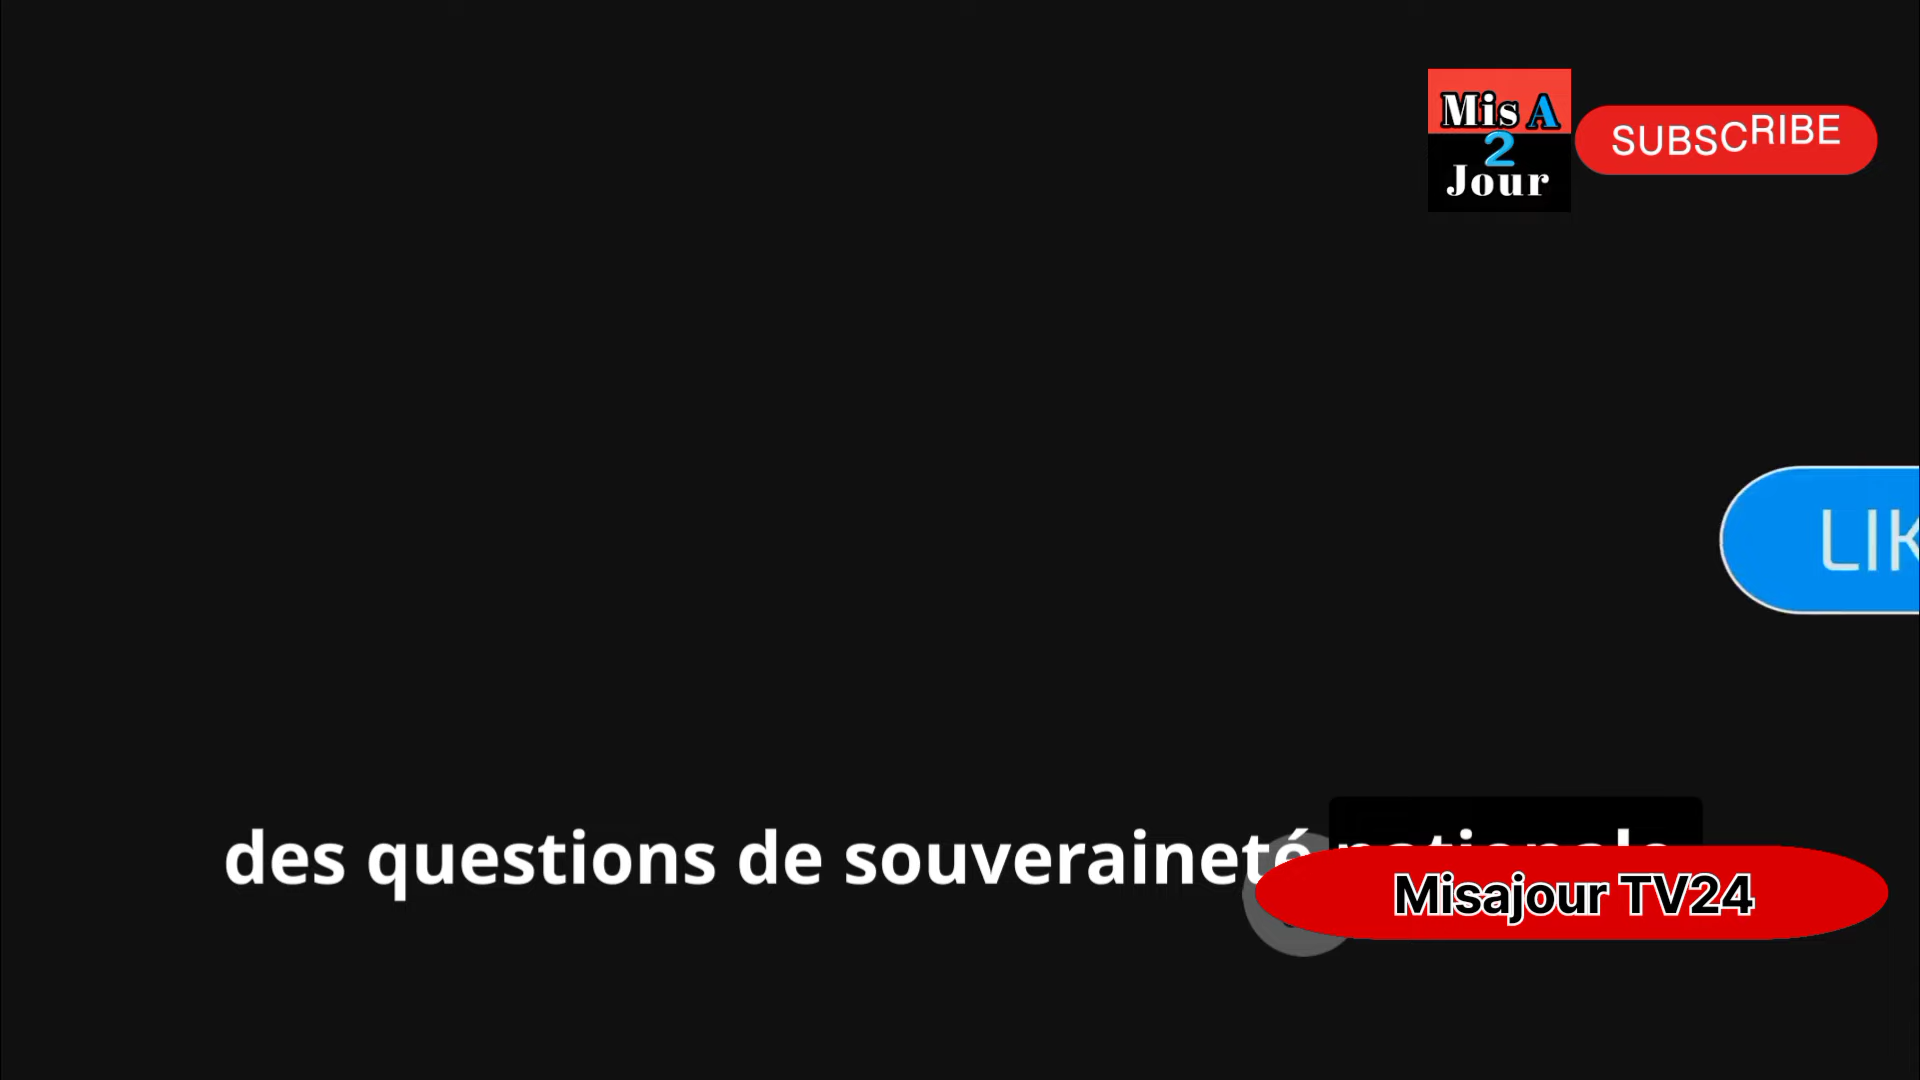 Mis A
2
Jour
SUBSCRIBE
des questions de souveraineté
Misajour TV24